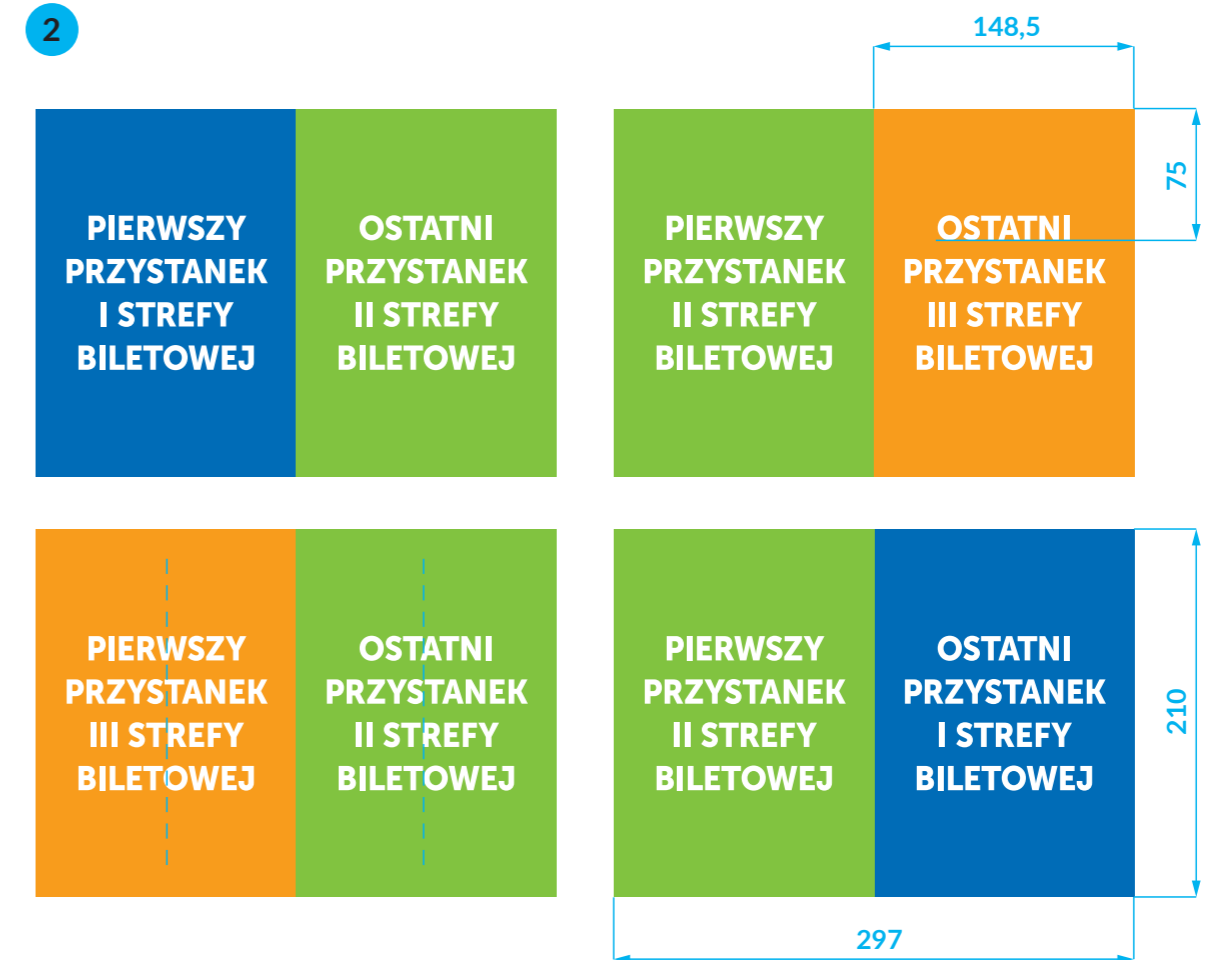 2
148,5
75
PIERWSZY
PRZYSTANEK
I STREFY
BILETOWEJ
OSTATNI
PRZYSTANEK
II STREFY
BILETOWEJ
PIERWSZY
PRZYSTANEK
II STREFY
BILETOWEJ
OSTATNI
PRZYSTANEK
III STREFY
BILETOWEJ
PIERWSZY
PRZYSTANEK
III STREFY
BILETOWEJ
OSTATNI
PRZYSTANEK
II STREFY
BILETOWEJ
PIERWSZY
PRZYSTANEK
II STREFY
BILETOWEJ
OSTATNI
PRZYSTANEK
I STREFY
BILETOWEJ
210
297